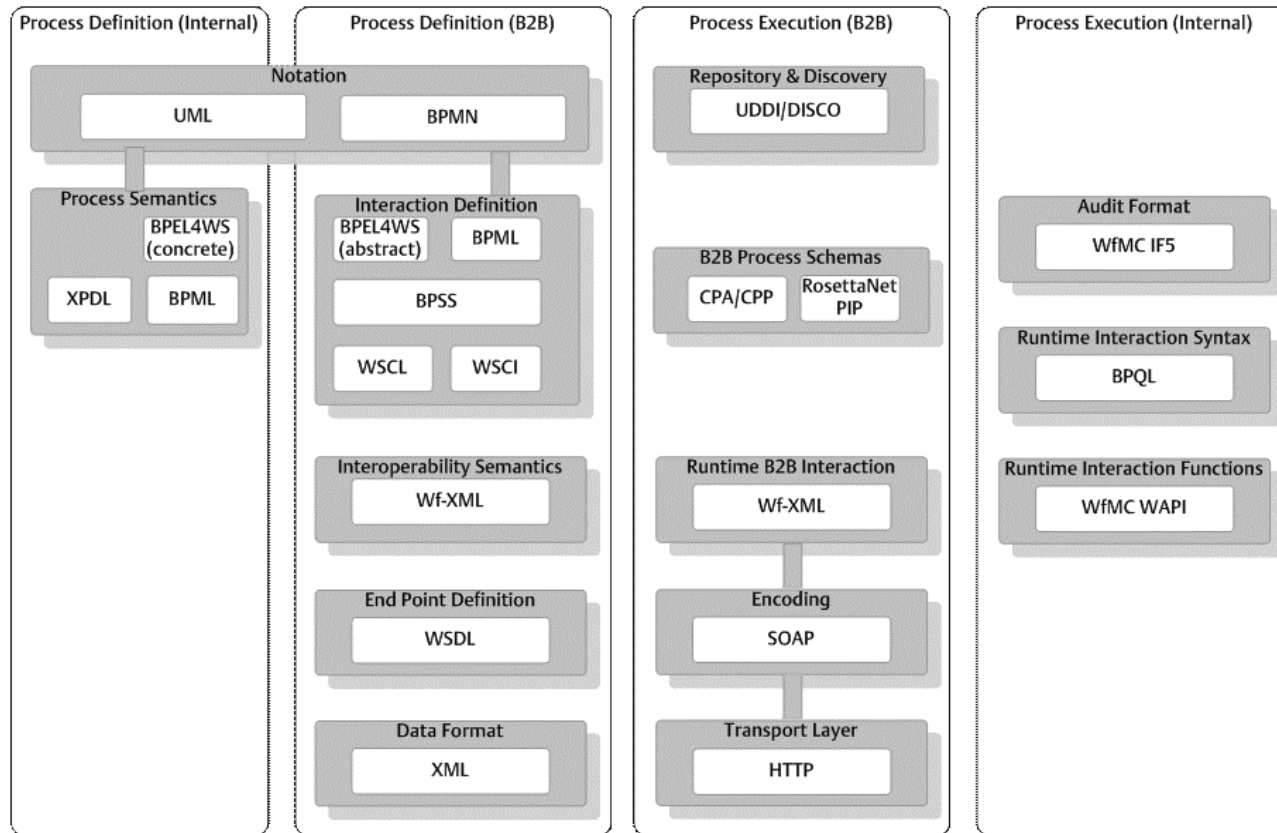 Process Definition (Internal)
Process Definition (B2B)
Process Execution (B2B)
Process Execution (Internal)
Notation
UML
BPMN
Process Semantics
BPEL4WS
(concrete)
XPDL
BPML
Interaction Definition
BPEL4WS
(abstract)
BPML
BPSS
WSCL
WSCI
Interoperability Semantics
Wf-XML
End Point Definition
WSDL
Data Format
XML
Repository & Discovery
UDDI/DISCO
B2B Process Schemas
CPA/CPP
RosettaNet
PIP
Runtime B2B Interaction
Wf-XML
Encoding
SOAP
Transport Layer
HTTP
Audit Format
WfMC IF5
Runtime Interaction Syntax
BPQL
Runtime Interaction Functions
WfMC WAPI